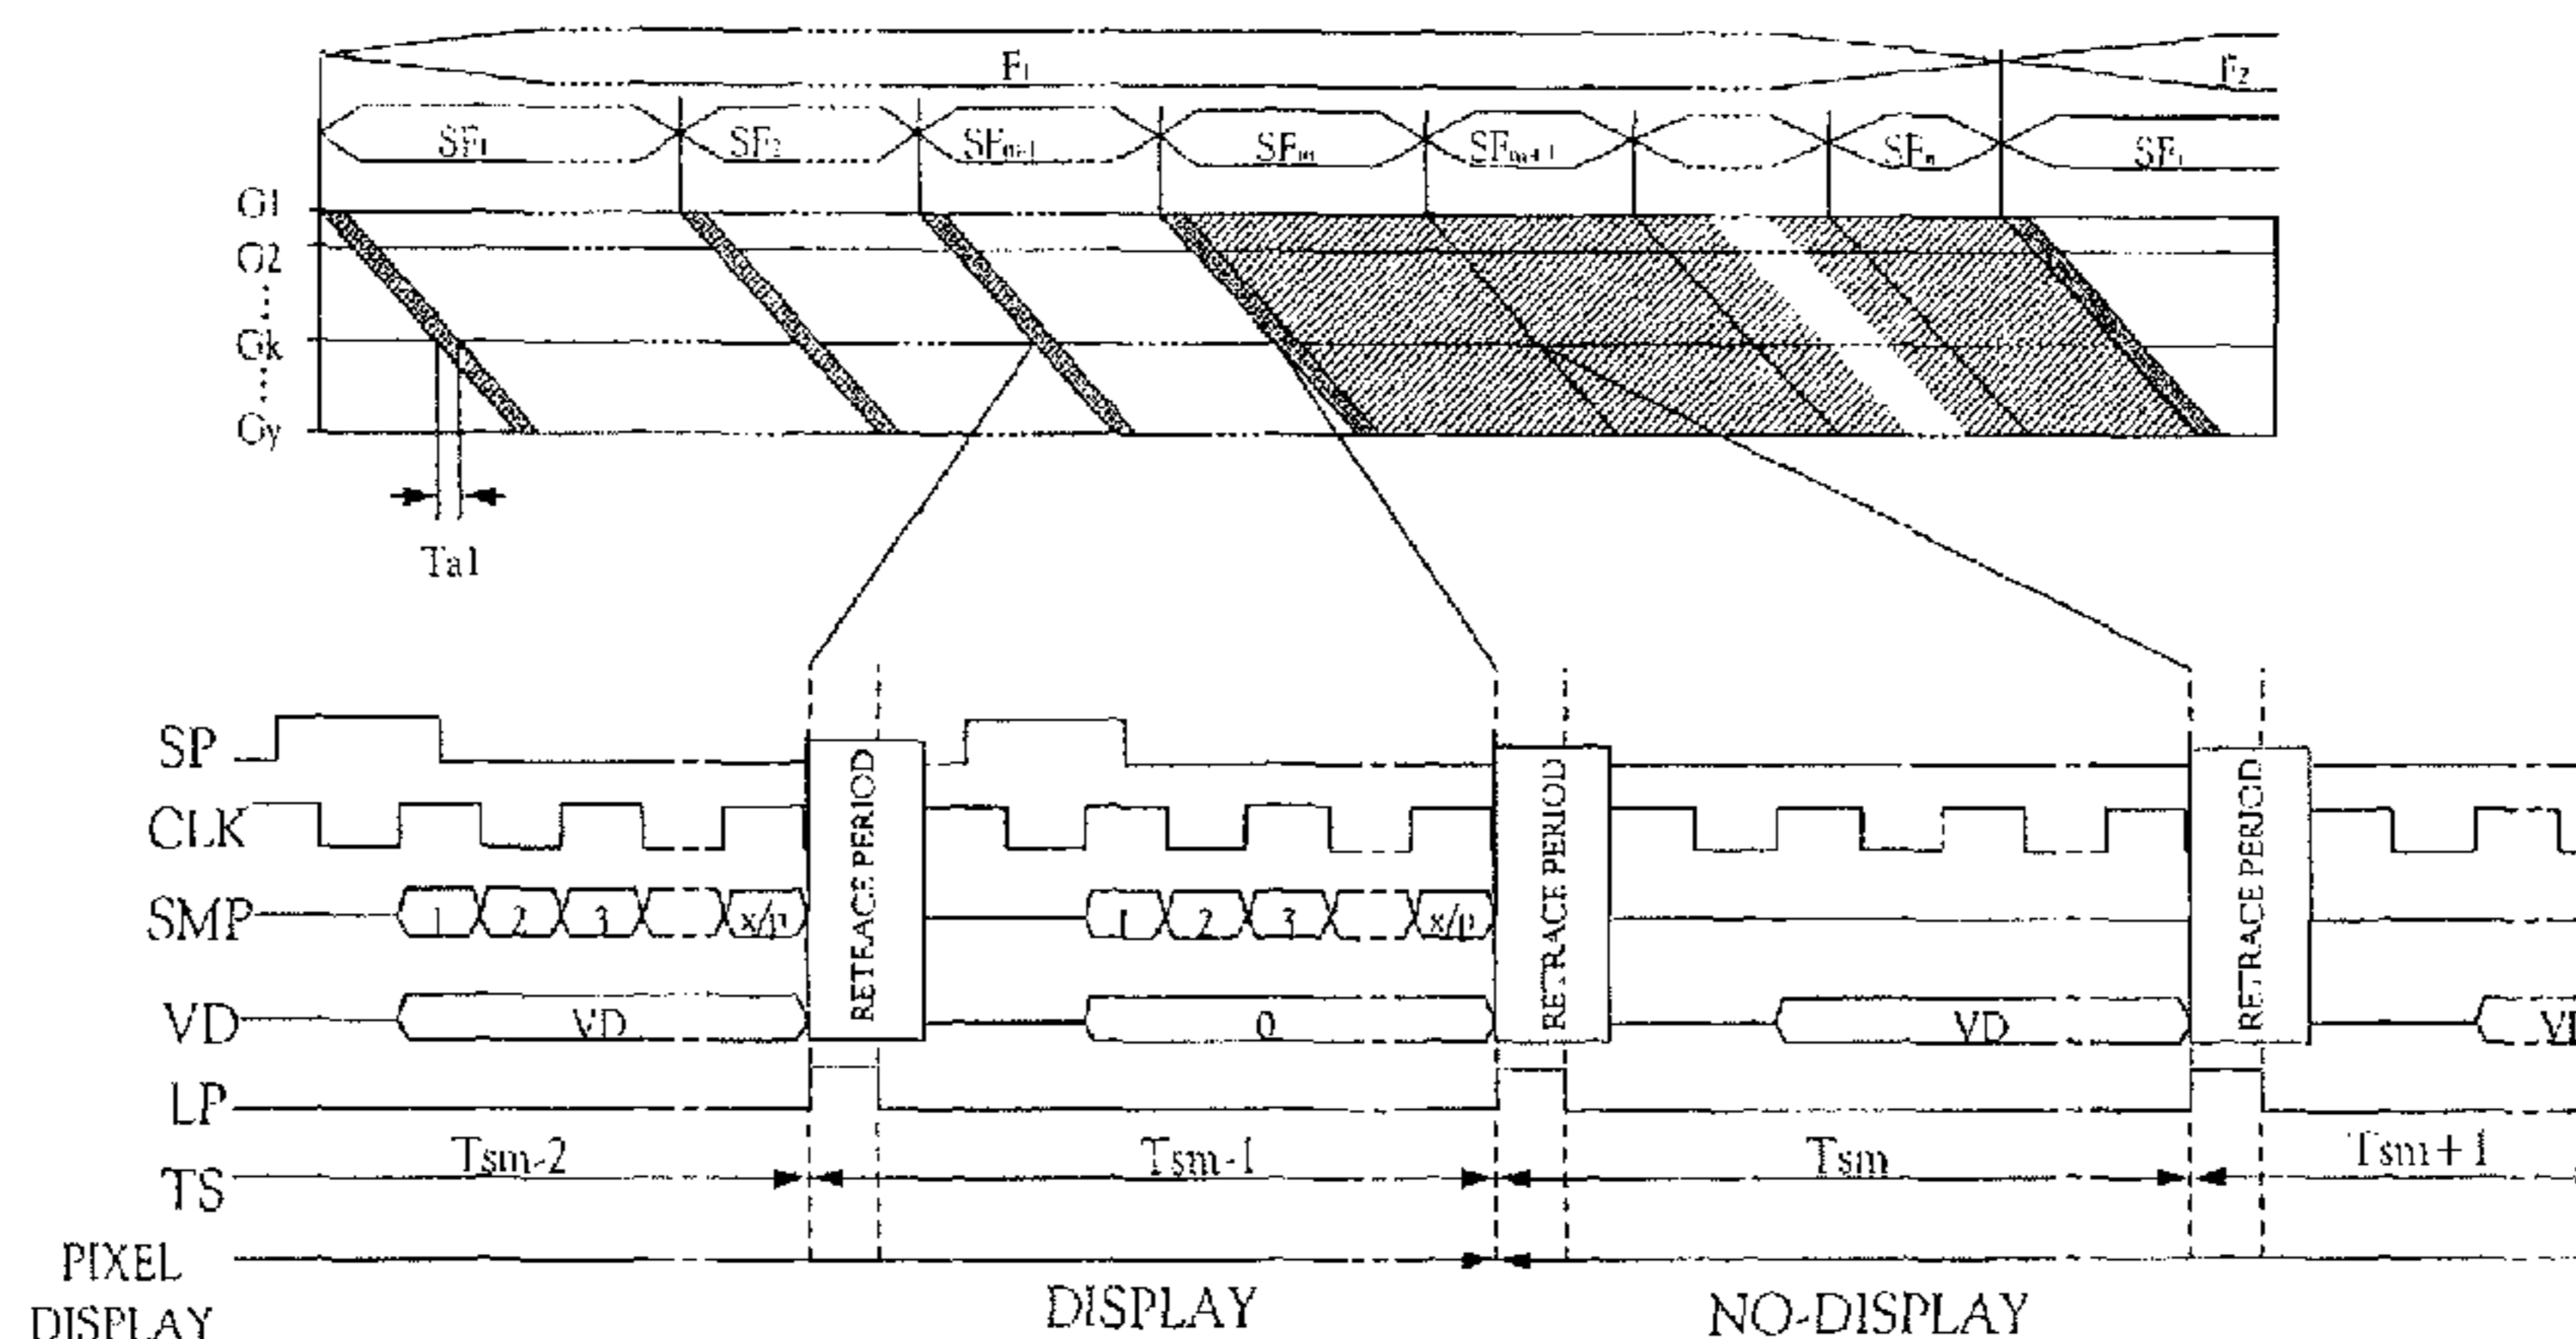 F1 F2
SF1 SF2 SFm-1 SFm SFm+1 SFn SF1
G1
G2
Gk
Gy
Ta1
SP
CLK
SMP 1 2 3 x/p 1 2 3 x/p
VD VD 0 VD
RETRACE PERIOD
RETRACE PERIOD
RETRACE PERIOD
LP
TS Tsm-2 Tsm-1 Tsm Tsm+1
PIXEL
DISPLAY
DISPLAY NO-DISPLAY